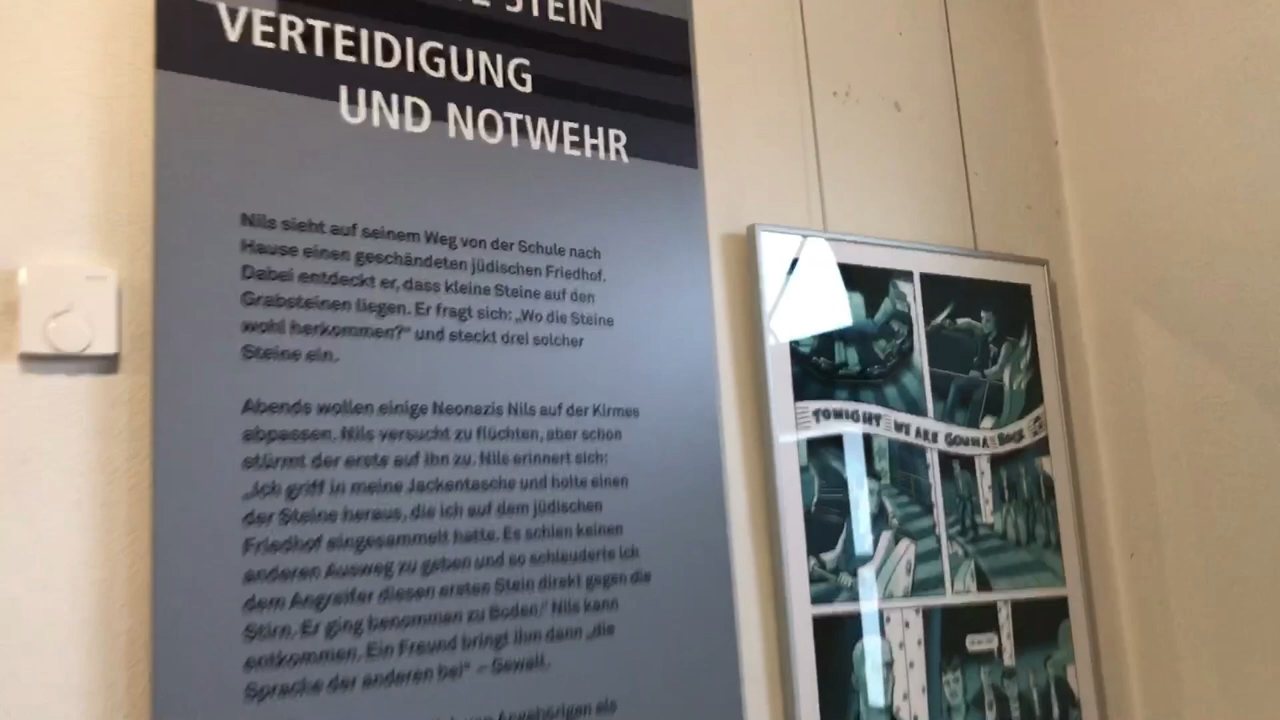 STEIN
VERTEIDIGUNG
UND NOTWEHR
Nils sieht auf seinem Weg von der Schule nach
Hause einen geschändeten jüdischen Friedhof.
Dabei entdeckt er, dass kleine Steine auf den
Grabsteinen liegen. Er fragt sich: „Wo die Steine
wohl herkommen?“ und steckt drei solcher
Steine ein.
Abends wollen einige Neonazis Nils auf der Kirmes
abpassen. Nils versucht zu flüchten, aber schon
stürmt der erste auf ihn zu. Nils erinnert sich:
„Ich griff in meine Jackentasche und holte einen
der Steine heraus, die ich auf dem jüdischen
Friedhof eingesammelt hatte. Es schien keinen
anderen Ausweg zu geben und so schleuderte ich
dem Angreifer diesen ersten Stein direkt gegen die
Stirn. Er ging benommen zu Boden.“ Nils kann
entkommen. Ein Freund bringt ihm dann „die
Sprache der anderen bei“ – Gewalt.
von Angehörigen als
TONIGHT WE ARE GONNA ROCK